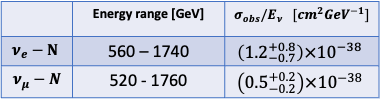 Energy range [GeV] σ_obs/E_ν [cm²GeV⁻¹]
ν_e – N 560 – 1740 (1.2^{+0.8}_{−0.7})×10⁻³⁸
ν_μ – N 520 - 1760 (0.5^{+0.2}_{−0.2})×10⁻³⁸